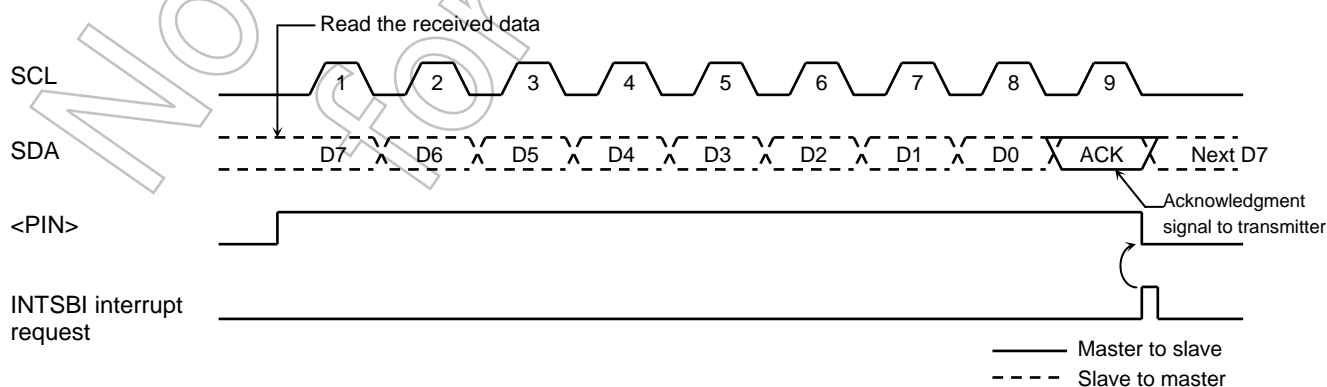 Read the received data
SCL
1 2 3 4 5 6 7 8 9
SDA
D7 D6 D5 D4 D3 D2 D1 D0 ACK Next D7
Acknowledgment
signal to transmitter
<PIN>
INTSBI interrupt
request
Master to slave
Slave to master